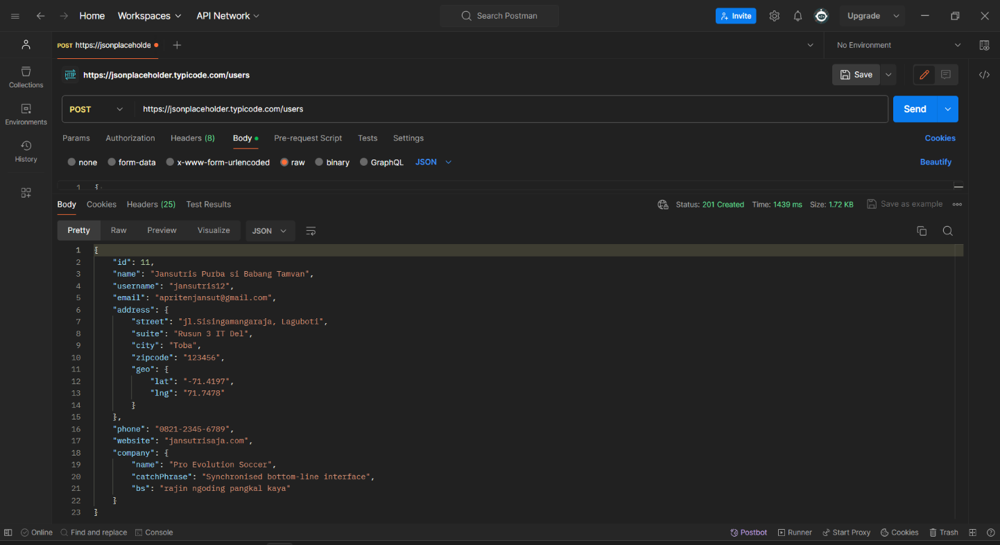 Home Workspaces API Network Search Postman Invite Upgrade
POST https://jsonplaceholde No Environment
HTTP https://jsonplaceholder.typicode.com/users Save
Collections
POST https://jsonplaceholder.typicode.com/users Send
Environments
Params Authorization Headers (8) Body Pre-request Script Tests Settings Cookies
History
none form-data x-www-form-urlencoded raw binary GraphQL JSON Beautify
1 {
Body Cookies Headers (25) Test Results Status: 201 Created Time: 1439 ms Size: 1.72 KB Save as example
Pretty Raw Preview Visualize JSON
1 {
2 "id": 11,
3 "name": "Jansutris Purba si Babang Tamvan",
4 "username": "jansutris12",
5 "email": "apritenjansut@gmail.com",
6 "address": {
7 "street": "jl.Sisingamangaraja, Laguboti",
8 "suite": "Rusun 3 IT Del",
9 "city": "Toba",
10 "zipcode": "123456",
11 "geo": {
12 "lat": "-71.4197",
13 "lng": "71.7478"
14 }
15 },
16 "phone": "0821-2345-6789",
17 "website": "jansutrisaja.com",
18 "company": {
19 "name": "Pro Evolution Soccer",
20 "catchPhrase": "Synchronised bottom-line interface",
21 "bs": "rajin ngoding pangkal kaya"
22 }
23 }
Online Find and replace Console Postbot Runner Start Proxy Cookies Trash